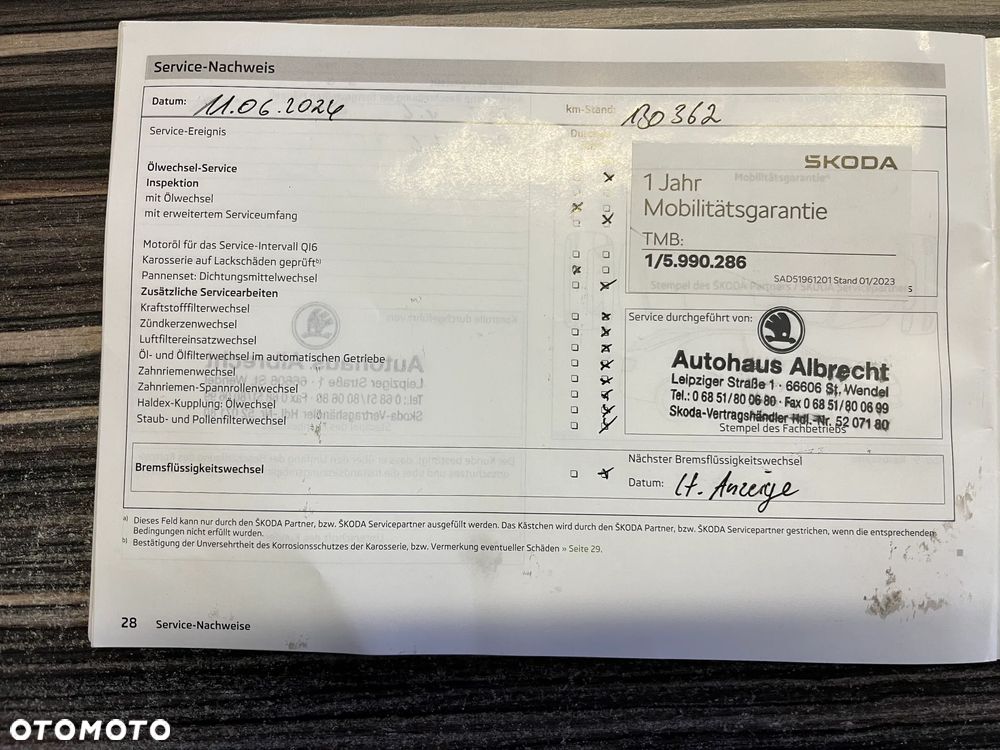 Service-Nachweis
Datum: 11.06.2024
km-Stand: 130362
Service-Ereignis
Ölwechsel-Service
Inspektion
mit Ölwechsel
mit erweitertem Serviceumfang
Motoröl für das Service-Intervall QI6
Karosserie auf Lackschäden geprüft b)
Pannenset: Dichtungsmittelwechsel
Zusätzliche Servicearbeiten
Kraftstofffilterwechsel
Zündkerzenwechsel
Luftfiltereinsatzwechsel
Öl- und Ölfilterwechsel im automatischen Getriebe
Zahnriemenwechsel
Zahnriemen-Spannrollenwechsel
Haldex-Kupplung: Ölwechsel
Staub- und Pollenfilterwechsel
ŠKODA
1 Jahr
Mobilitätsgarantie
TMB:
1/5.990.286
SAD51961201 Stand 01/2023
Service durchgeführt von:
Autohaus Albrecht
Leipziger Straße 1 · 66606 St. Wendel
Tel.: 0 68 51/80 06 80 · Fax 0 68 51/80 06 99
Skoda-Vertragshändler Hdl.-Nr. 52 071 80
Stempel des Fachbetriebs
Bremsflüssigkeitswechsel
Nächster Bremsflüssigkeitswechsel
Datum: lt. Anzeige
a) Dieses Feld kann nur durch den ŠKODA Partner, bzw. ŠKODA Servicepartner ausgefüllt werden. Das Kästchen wird durch den ŠKODA Partner, bzw. ŠKODA Servicepartner gestrichen, wenn die entsprechenden
Bedingungen nicht erfüllt wurden.
b) Bestätigung der Unversehrtheit des Korrosionsschutzes der Karosserie, bzw. Vermerkung eventueller Schäden » Seite 29.
28 Service-Nachweise
OTOMOTO